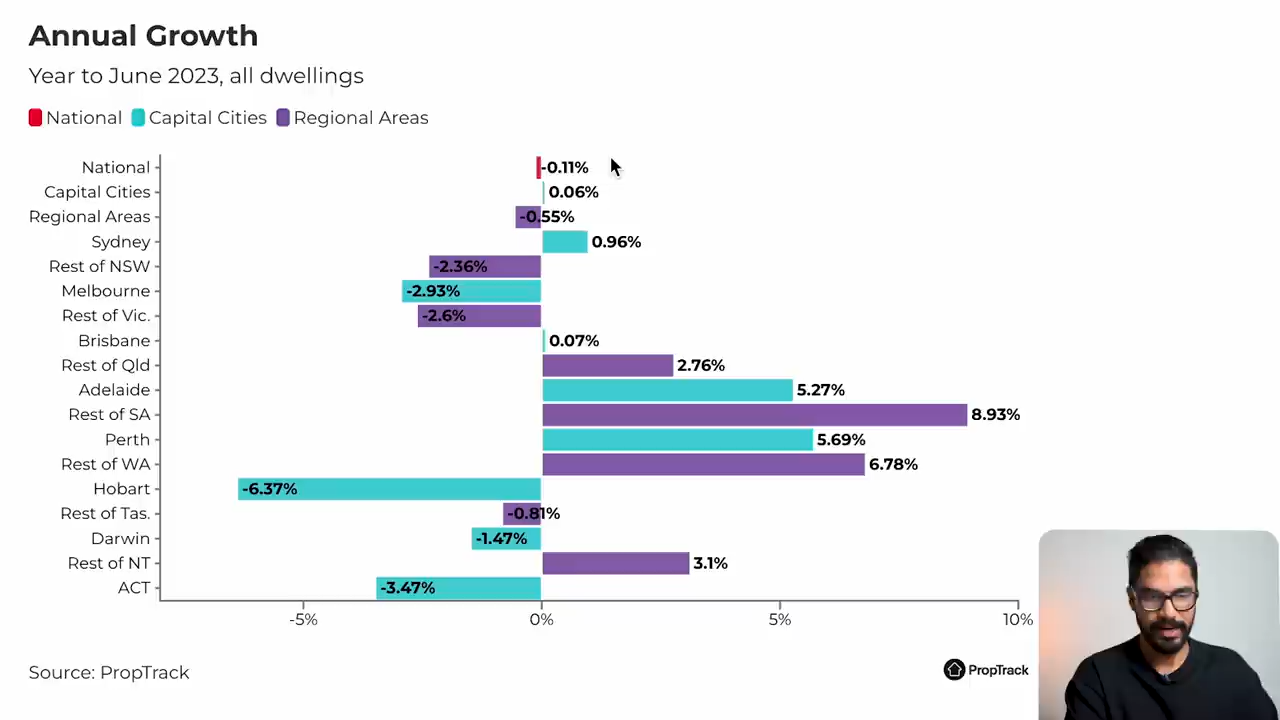 Annual Growth
Year to June 2023, all dwellings
National Capital Cities Regional Areas
National -0.11%
Capital Cities 0.06%
Regional Areas -0.55%
Sydney 0.96%
Rest of NSW -2.36%
Melbourne -2.93%
Rest of Vic. -2.6%
Brisbane 0.07%
Rest of Qld 2.76%
Adelaide 5.27%
Rest of SA 8.93%
Perth 5.69%
Rest of WA 6.78%
Hobart -6.37%
Rest of Tas. -0.81%
Darwin -1.47%
Rest of NT 3.1%
ACT -3.47%
-5% 0% 5% 10%
Source: PropTrack
PropTrack